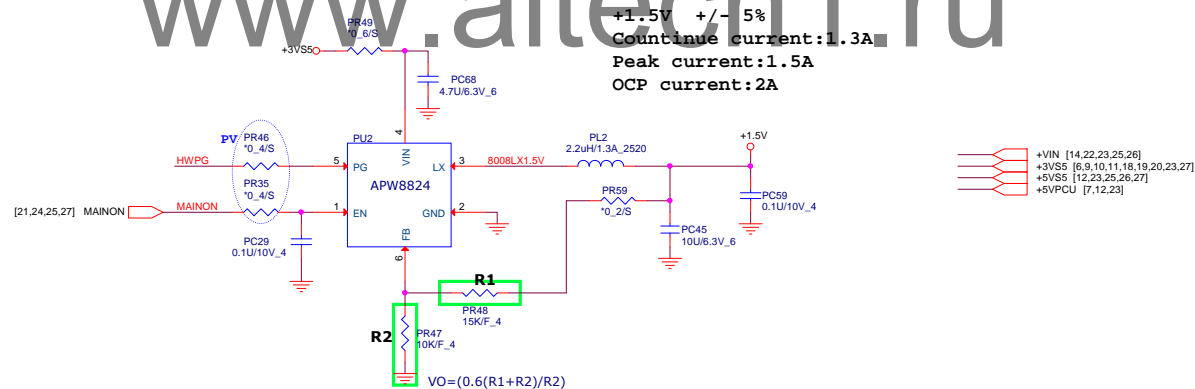 www.aitech1.ru
+1.5V +/- 5%
Countinue current:1.3A
Peak current:1.5A
OCP current:2A
PR49
*0_6/S
+3VS5
PC68
4.7U/6.3V_6
PV
PR46
*0_4/S
PU2
4
VIN
PL2
2.2uH/1.3A_2520
+1.5V
HWPG
5
PG
LX
3
8008LX1.5V
APW8824
PR35
*0_4/S
PR59
*0_2/S
[21,24,25,27] MAINON
MAINON
1
EN
GND
2
FB
6
PC29
0.1U/10V_4
PC59
0.1U/10V_4
PC45
10U/6.3V_6
+VIN [14,22,23,25,26]
+3VS5 [6,9,10,11,18,19,20,23,27]
+5VS5 [12,23,25,26,27]
+5VPCU [7,12,23]
R1
PR48
15K/F_4
R2
PR47
10K/F_4
VO=(0.6(R1+R2)/R2)